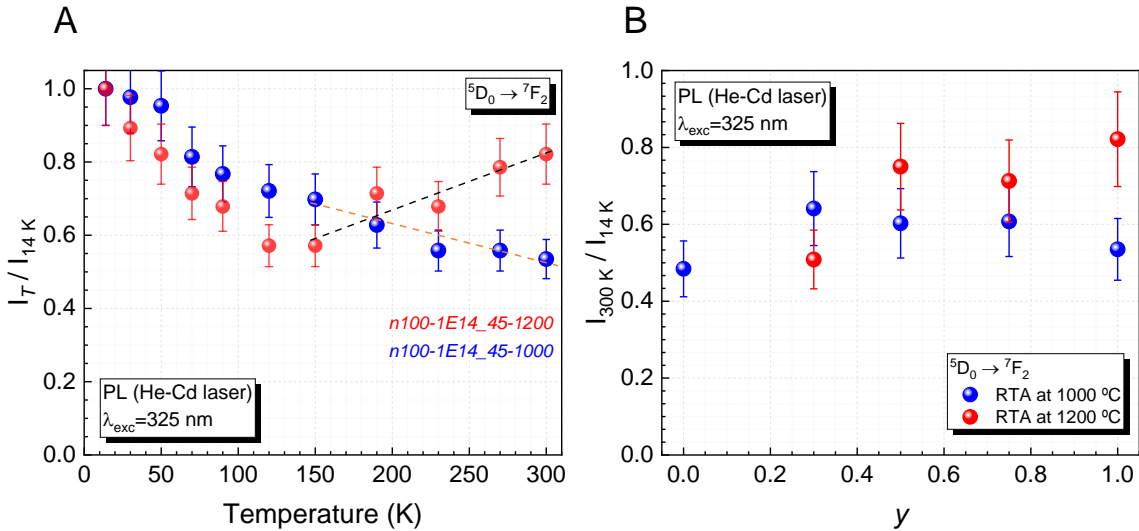 A
B
1.0
0.8
0.6
0.4
0.2
0.0
I_T / I_14 K
⁵D₀ → ⁷F₂
n100-1E14_45-1200
n100-1E14_45-1000
PL (He-Cd laser)
λexc=325 nm
0 50 100 150 200 250 300
Temperature (K)
1.0
0.8
0.6
0.4
0.2
0.0
I_300 K / I_14 K
PL (He-Cd laser)
λexc=325 nm
⁵D₀ → ⁷F₂
RTA at 1000 ºC
RTA at 1200 ºC
0.0 0.2 0.4 0.6 0.8 1.0
y